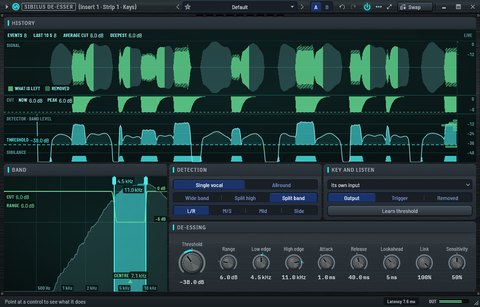 SIBILUS DE-ESSER (Insert 1 · Strip 1 · Keys) Default A B Swap
HISTORY
EVENTS 8 LAST 10 S AVERAGE CUT 6.0 dB DEEPEST 6.0 dB LIVE
SIGNAL
WHAT IS LEFT REMOVED
CUT NOW 6.0 dB PEAK 6.0 dB
DETECTOR · BAND LEVEL
THRESHOLD -38.0 dB
SIBILANCE
BAND
CUT 6.0 dB
RANGE 6.0 dB
4.5 kHz
11.0 kHz
0 dB
-6 dB
CENTRE 7.1 kHz
500 Hz 1 kHz 2 kHz 5 kHz 10 kHz
DETECTION
Single vocal Allround
Wide band Split high Split band
L/R M/S Mid Side
KEY AND LISTEN
Its own input
Output Trigger Removed
Learn threshold
DE-ESSING
Threshold Range Low edge High edge Attack Release Lookahead Link Sensitivity
-38.0 dB 6.0 dB 4.5 kHz 11.0 kHz 1.0 ms 40.0 ms 5 ms 100% 50%
Point at a control to see what it does
Latency 7.6 ms OUT